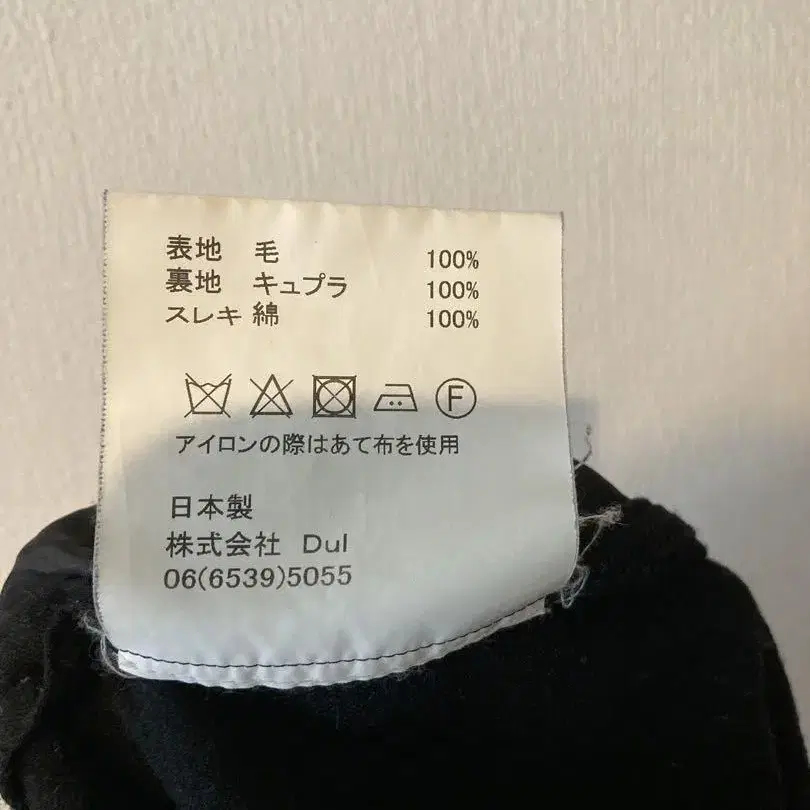 表地 毛 100%
裏地 キュプラ 100%
スレキ 綿 100%
F
アイロンの際はあて布を使用
日本製
株式会社 Dul
06(6539)5055